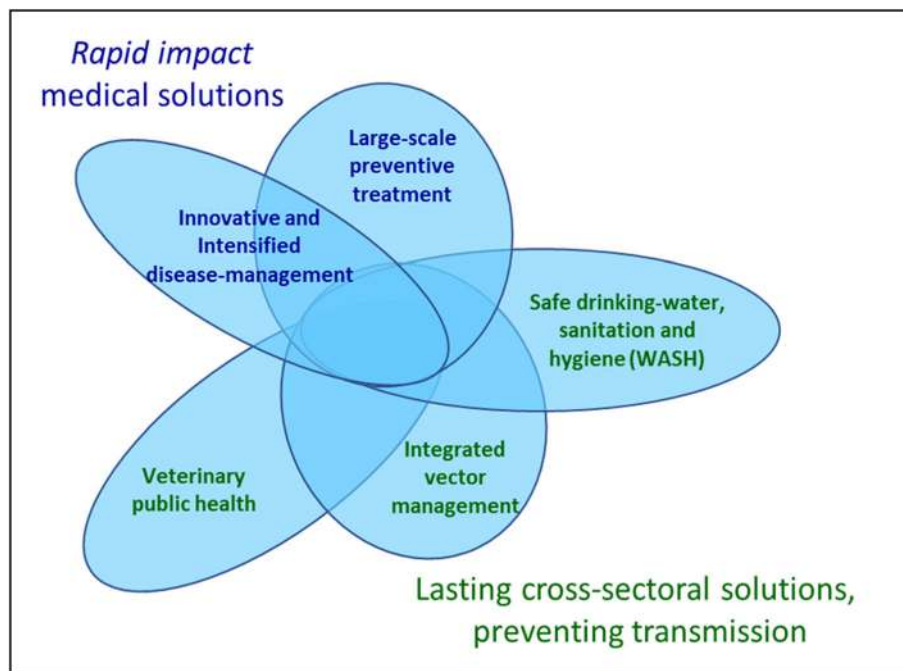 Rapid impact
medical solutions
Large-scale
preventive
treatment
Innovative and
Intensified
disease-management
Safe drinking-water,
sanitation and
hygiene (WASH)
Integrated
vector
management
Veterinary
public health
Lasting cross-sectoral solutions,
preventing transmission